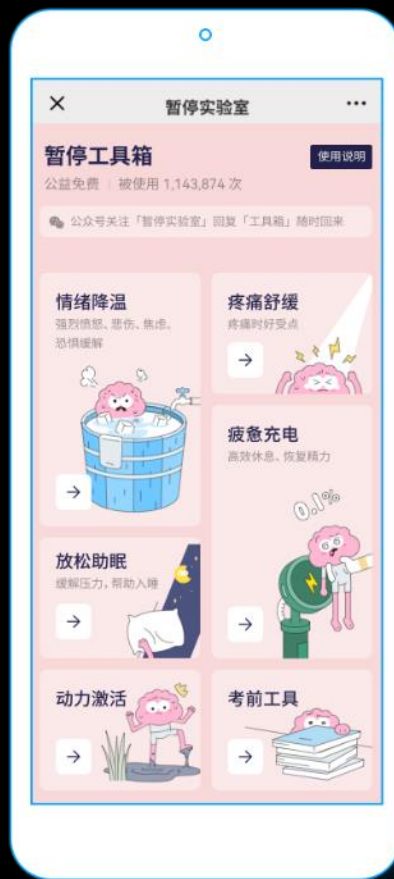 暂停实验室
暂停工具箱
使用说明
公益免费 | 被使用 1,143,874 次
公众号关注「暂停实验室」回复「工具箱」随时回来
情绪降温
强烈愤怒、悲伤、焦虑、
恐惧缓解
疼痛舒缓
疼痛时好受点
疲惫充电
高效休息、恢复精力
0.1%
放松助眠
缓解压力,帮助入睡
动力激活
考前工具